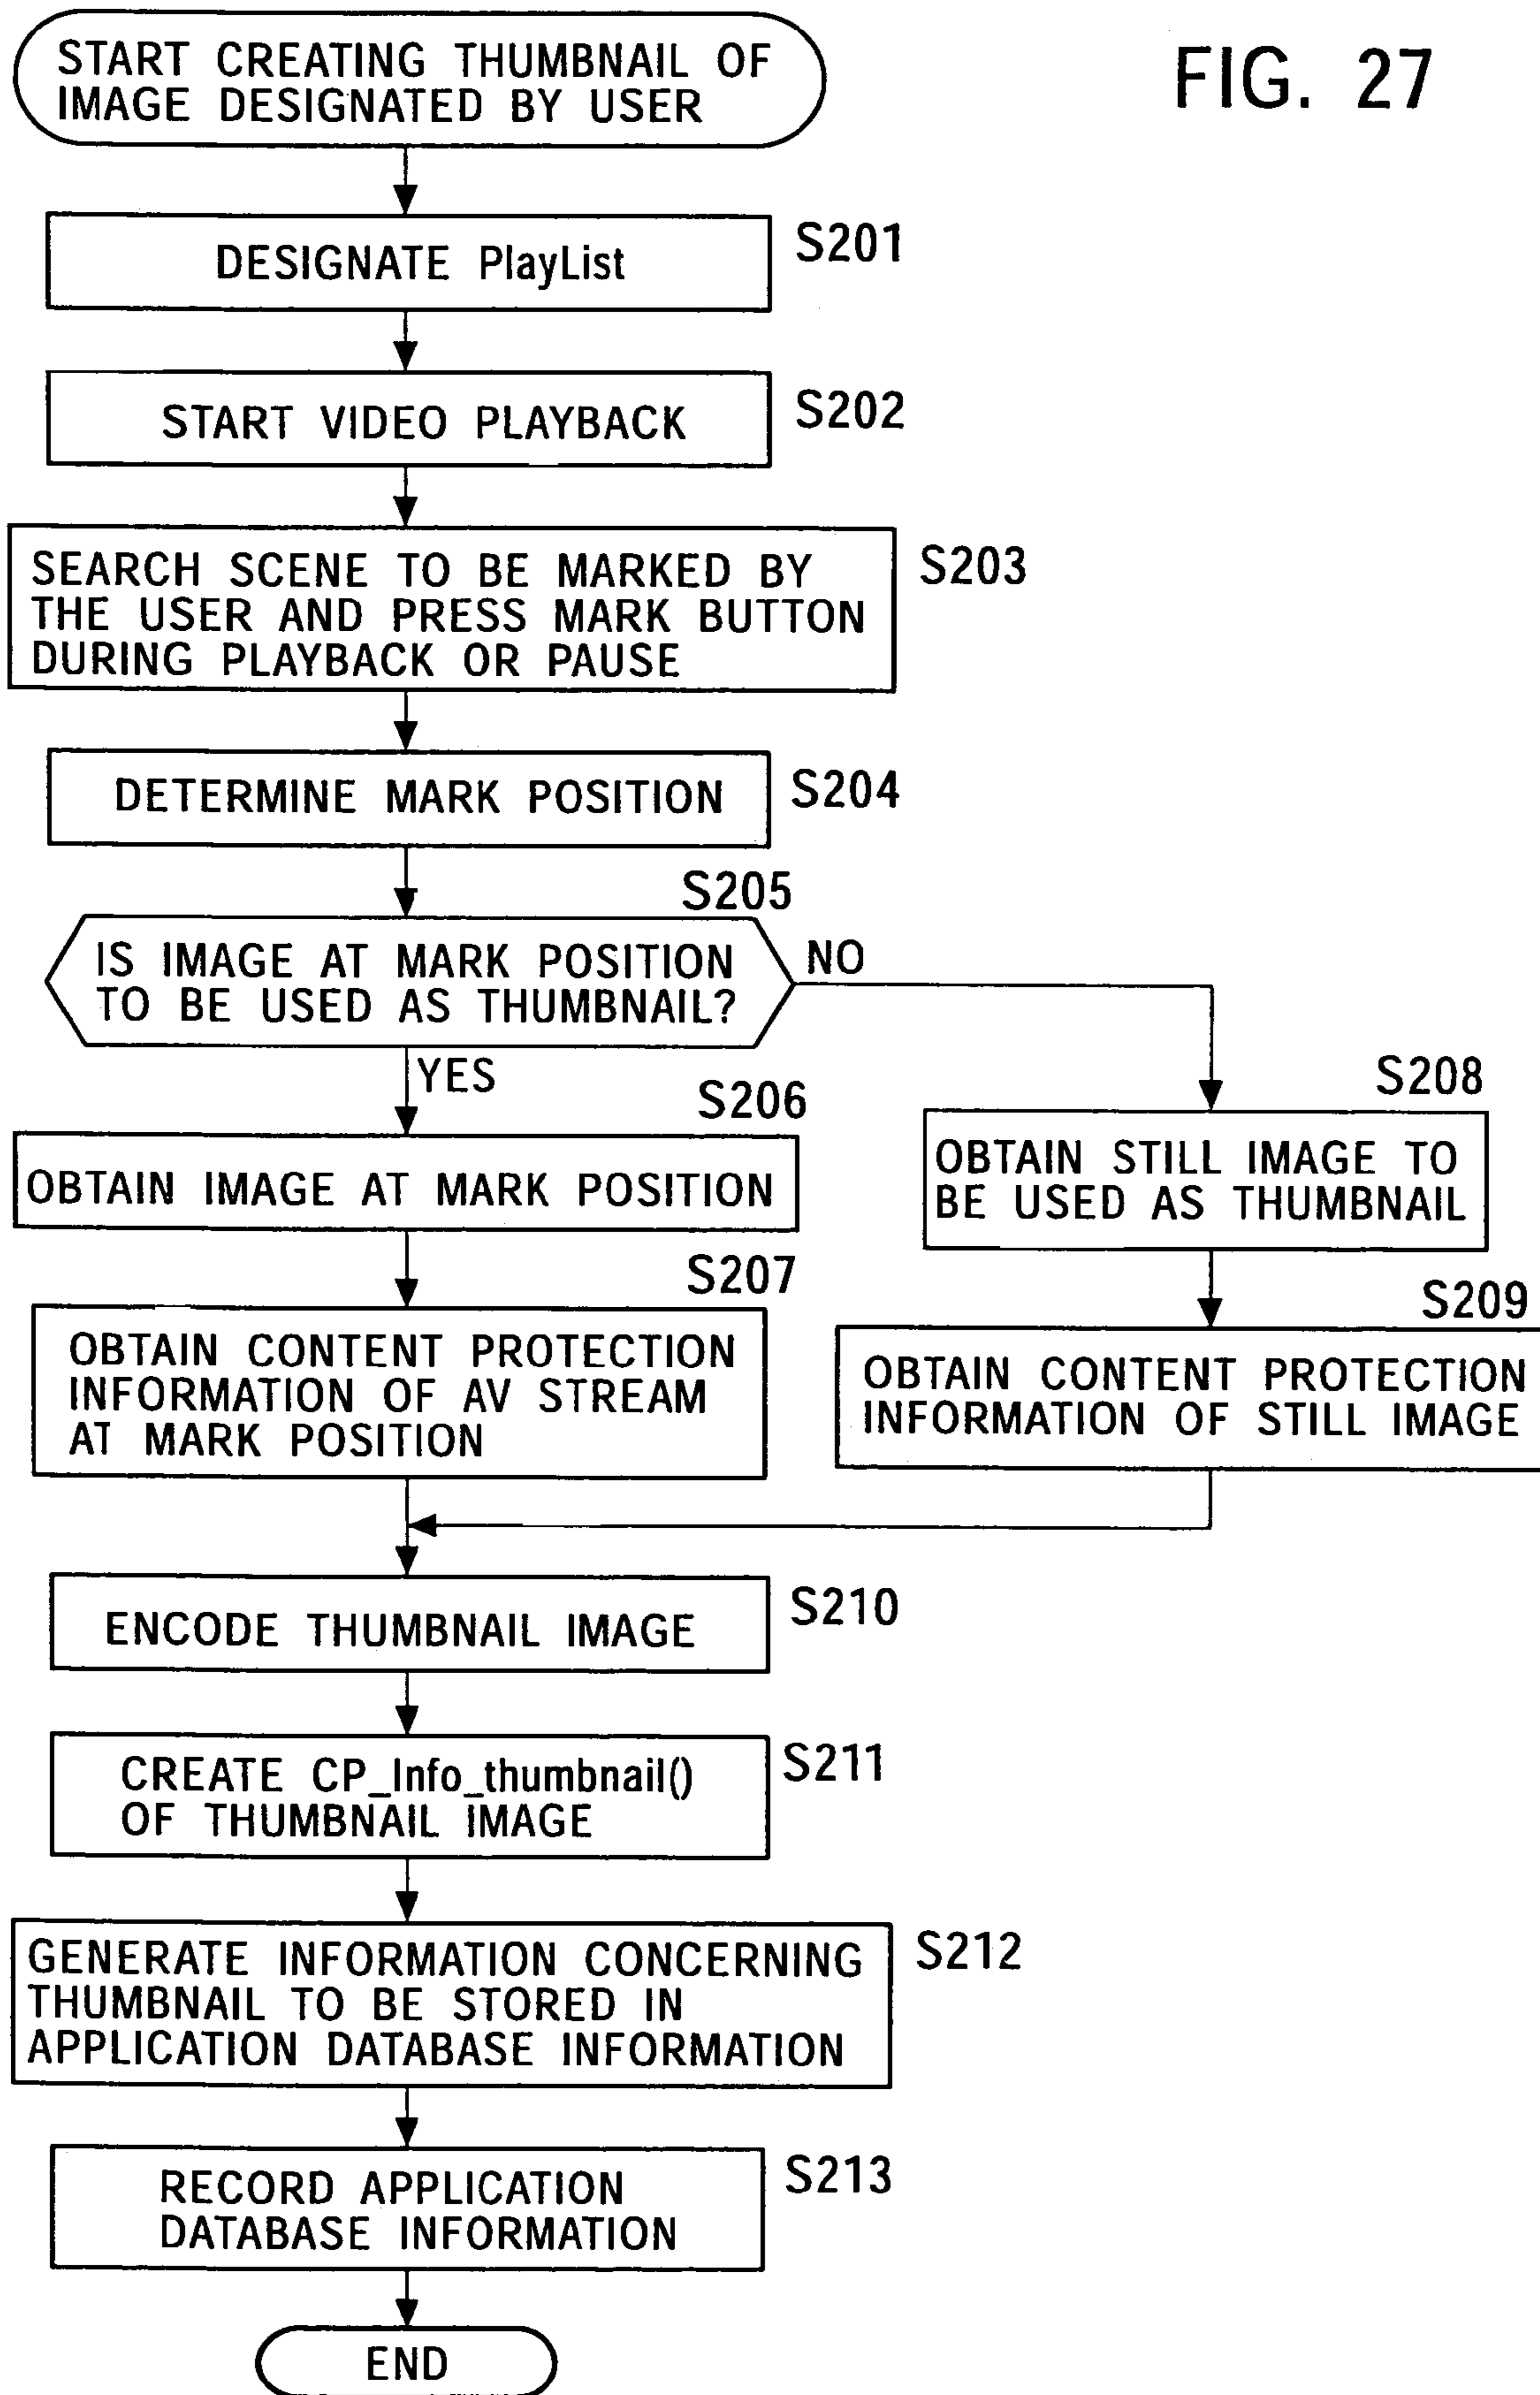 FIG. 27
START CREATING THUMBNAIL OF
IMAGE DESIGNATED BY USER
DESIGNATE PlayList
S201
START VIDEO PLAYBACK
S202
SEARCH SCENE TO BE MARKED BY
THE USER AND PRESS MARK BUTTON
DURING PLAYBACK OR PAUSE
S203
DETERMINE MARK POSITION
S204
S205
IS IMAGE AT MARK POSITION
TO BE USED AS THUMBNAIL?
NO
YES
S206
OBTAIN IMAGE AT MARK POSITION
S207
OBTAIN CONTENT PROTECTION
INFORMATION OF AV STREAM
AT MARK POSITION
S208
OBTAIN STILL IMAGE TO
BE USED AS THUMBNAIL
S209
OBTAIN CONTENT PROTECTION
INFORMATION OF STILL IMAGE
ENCODE THUMBNAIL IMAGE
S210
CREATE CP_Info_thumbnail()
OF THUMBNAIL IMAGE
S211
GENERATE INFORMATION CONCERNING
THUMBNAIL TO BE STORED IN
APPLICATION DATABASE INFORMATION
S212
RECORD APPLICATION
DATABASE INFORMATION
S213
END